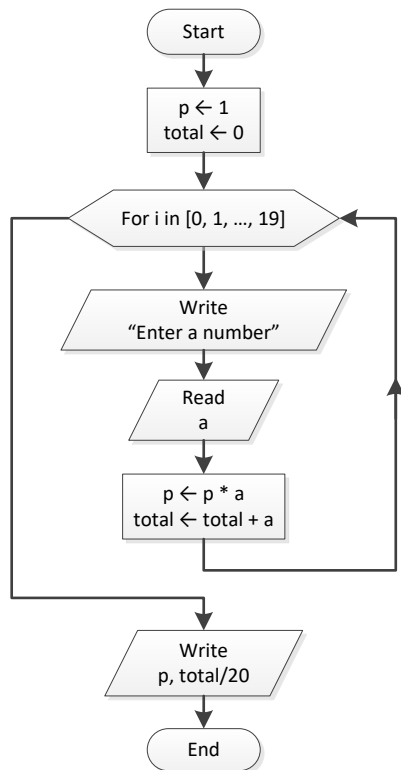 Start
p ← 1
total ← 0
For i in [0, 1, …, 19]
Write
“Enter a number”
Read
a
p ← p * a
total ← total + a
Write
p, total/20
End